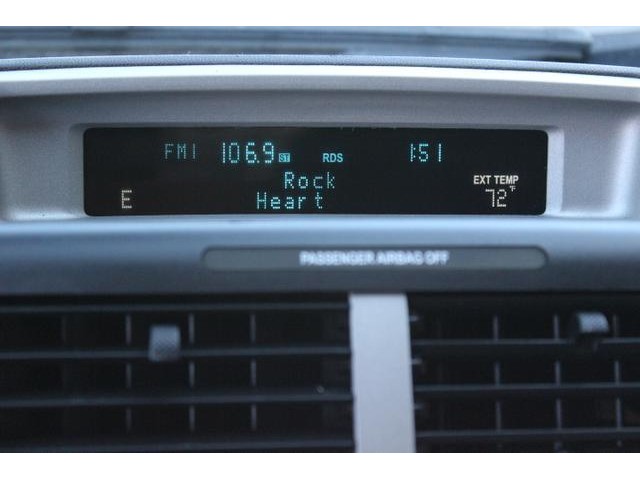 FM1 106.9 ST RDS 1:51
Rock
EXT TEMP
E Heart 72°F
PASSENGER AIRBAG OFF